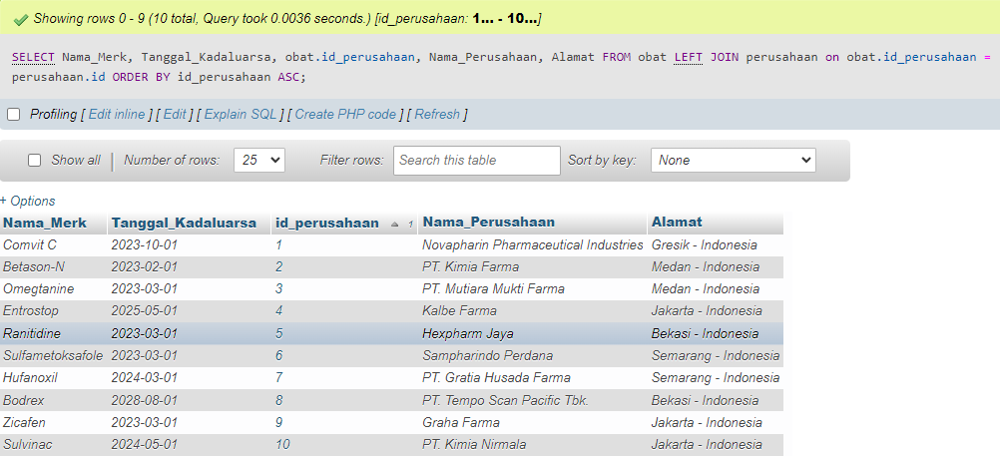 Showing rows 0 - 9 (10 total, Query took 0.0036 seconds.) [id_perusahaan: 1... - 10...]
SELECT Nama_Merk, Tanggal_Kadaluarsa, obat.id_perusahaan, Nama_Perusahaan, Alamat FROM obat LEFT JOIN perusahaan on obat.id_perusahaan =
perusahaan.id ORDER BY id_perusahaan ASC;
Profiling [ Edit inline ] [ Edit ] [ Explain SQL ] [ Create PHP code ] [ Refresh ]
Show all | Number of rows: 25 Filter rows: Search this table Sort by key: None
+ Options
Nama_Merk Tanggal_Kadaluarsa id_perusahaan 1 Nama_Perusahaan Alamat
Comvit C 2023-10-01 1 Novapharin Pharmaceutical Industries Gresik - Indonesia
Betason-N 2023-02-01 2 PT. Kimia Farma Medan - Indonesia
Omegtanine 2023-03-01 3 PT. Mutiara Mukti Farma Medan - Indonesia
Entrostop 2025-05-01 4 Kalbe Farma Jakarta - Indonesia
Ranitidine 2023-03-01 5 Hexpharm Jaya Bekasi - Indonesia
Sulfametoksafole 2023-03-01 6 Sampharindo Perdana Semarang - Indonesia
Hufanoxil 2024-03-01 7 PT. Gratia Husada Farma Semarang - Indonesia
Bodrex 2028-08-01 8 PT. Tempo Scan Pacific Tbk. Bekasi - Indonesia
Zicafen 2023-03-01 9 Graha Farma Jakarta - Indonesia
Sulvinac 2024-05-01 10 PT. Kimia Nirmala Jakarta - Indonesia